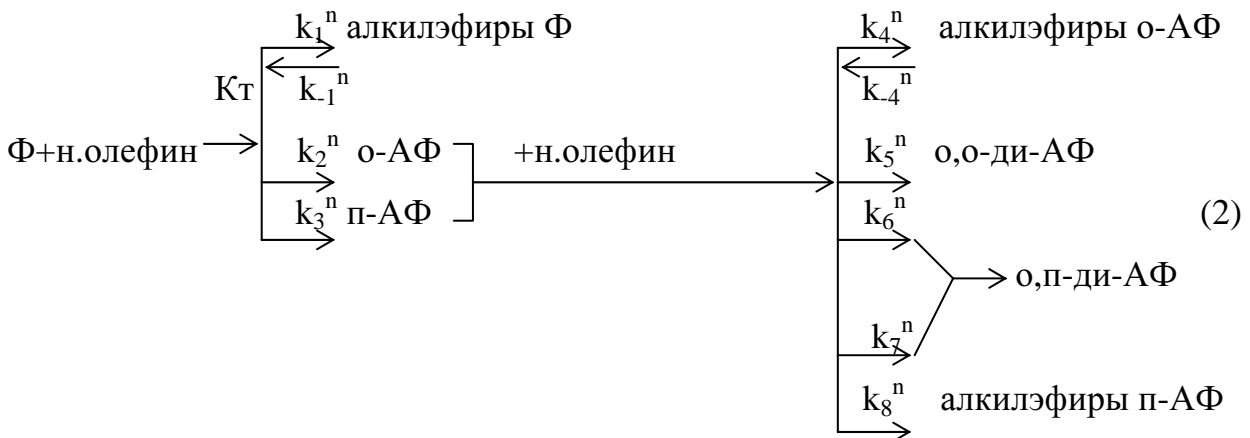 k₁ⁿ алкилэфиры Ф k₄ⁿ алкилэфиры о-АФ
Кт k₋₁ⁿ k₋₄ⁿ
Ф+н.олефин k₂ⁿ о-АФ +н.олефин k₅ⁿ о,о-ди-АФ
k₃ⁿ п-АФ k₆ⁿ (2)
о,п-ди-АФ
k₇ⁿ
k₈ⁿ алкилэфиры п-АФ